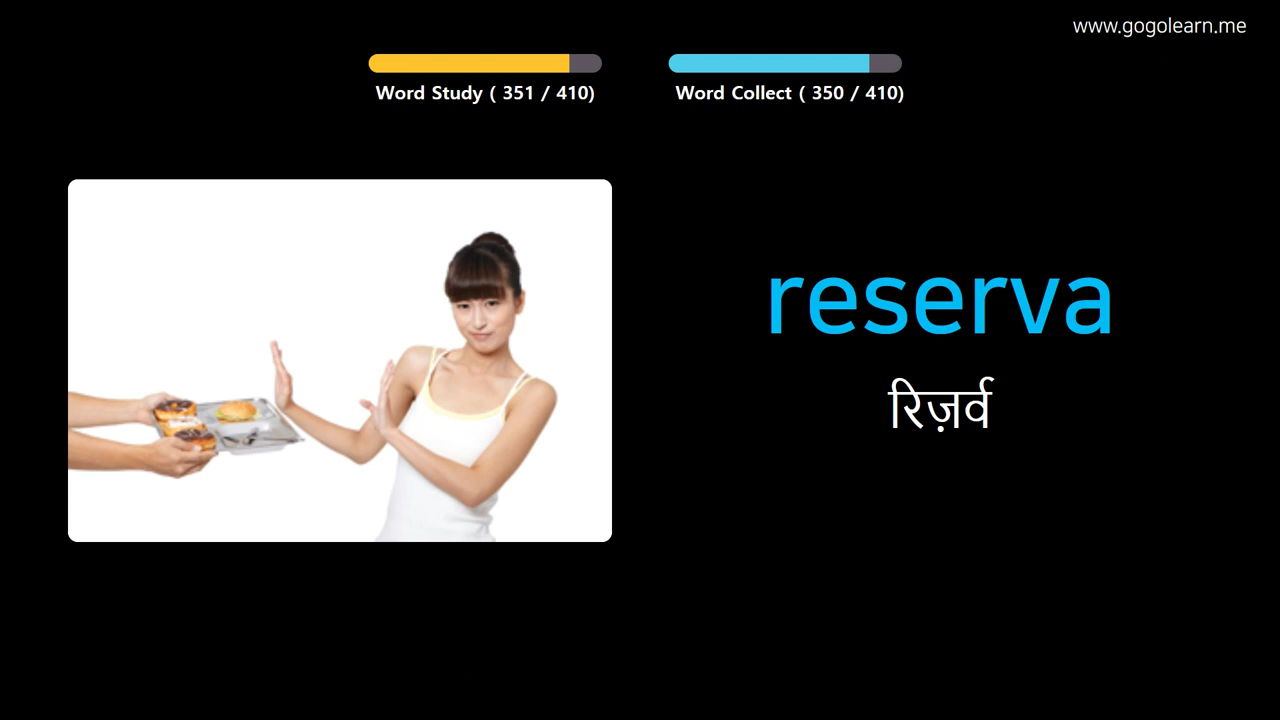 www.gogolearn.me
Word Study ( 351 / 410)
Word Collect ( 350 / 410)
reserva
रिज़र्व